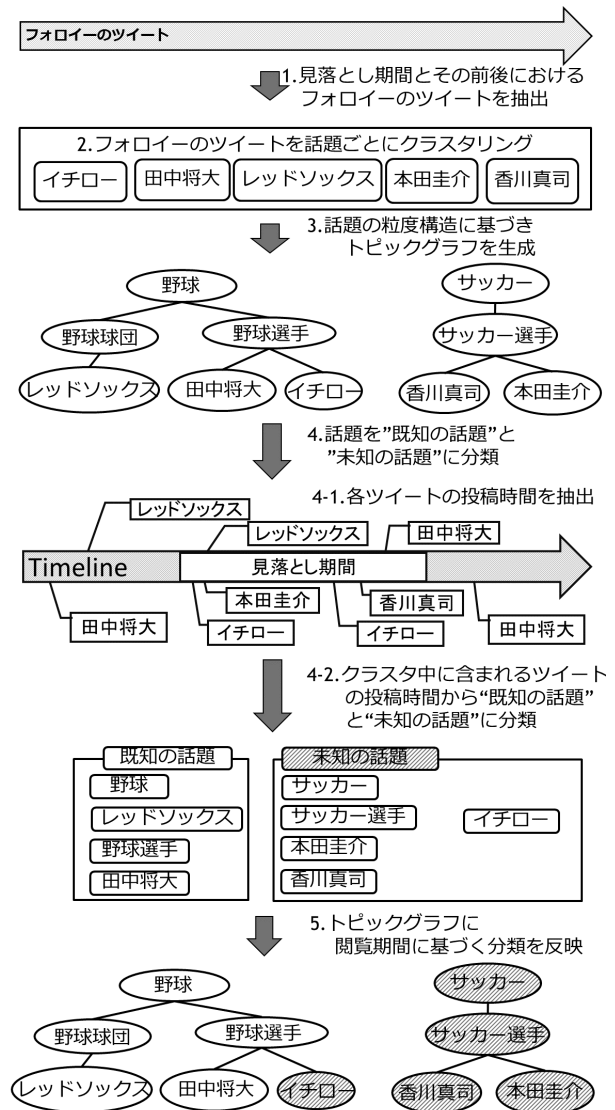 フォロイーのツイート
1.見落とし期間とその前後における
フォロイーのツイートを抽出
2.フォロイーのツイートを話題ごとにクラスタリング
イチロー 田中将大 レッドソックス 本田圭介 香川真司
3.話題の粒度構造に基づき
トピックグラフを生成
野球 サッカー
野球球団 野球選手 サッカー選手
レッドソックス 田中将大 イチロー 香川真司 本田圭介
4.話題を”既知の話題”と
”未知の話題”に分類
4-1.各ツイートの投稿時間を抽出
レッドソックス
レッドソックス 田中将大
Timeline 見落とし期間
本田圭介 香川真司
田中将大 イチロー イチロー 田中将大
4-2.クラスタ中に含まれるツイート
の投稿時間から“既知の話題”
と“未知の話題”に分類
既知の話題 未知の話題
野球 サッカー
レッドソックス サッカー選手 イチロー
野球選手 本田圭介
田中将大 香川真司
5.トピックグラフに
閲覧期間に基づく分類を反映
野球 サッカー
野球球団 野球選手 サッカー選手
レッドソックス 田中将大 イチロー 香川真司 本田圭介